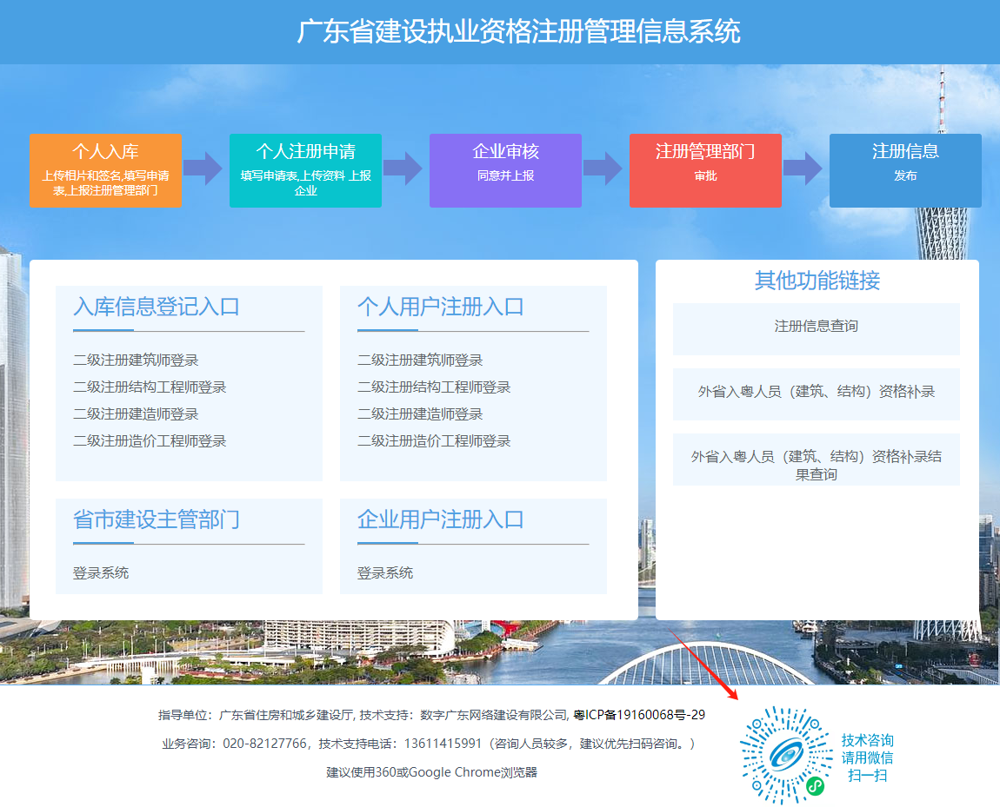 广东省建设执业资格注册管理信息系统
个人入库
上传相片和签名,填写申请
表,上报注册管理部门
个人注册申请
填写申请表,上传资料 上报
企业
企业审核
同意并上报
注册管理部门
审批
注册信息
发布
入库信息登记入口
二级注册建筑师登录
二级注册结构工程师登录
二级注册建造师登录
二级注册造价工程师登录
个人用户注册入口
二级注册建筑师登录
二级注册结构工程师登录
二级注册建造师登录
二级注册造价工程师登录
省市建设主管部门
登录系统
企业用户注册入口
登录系统
其他功能链接
注册信息查询
外省入粤人员（建筑、结构）资格补录
外省入粤人员（建筑、结构）资格补录结
果查询
指导单位：广东省住房和城乡建设厅, 技术支持：数字广东网络建设有限公司, 粤ICP备19160068号-29
业务咨询：020-82127766，技术支持电话：13611415991（咨询人员较多，建议优先扫码咨询。）
建议使用360或Google Chrome浏览器
技术咨询
请用微信
扫一扫